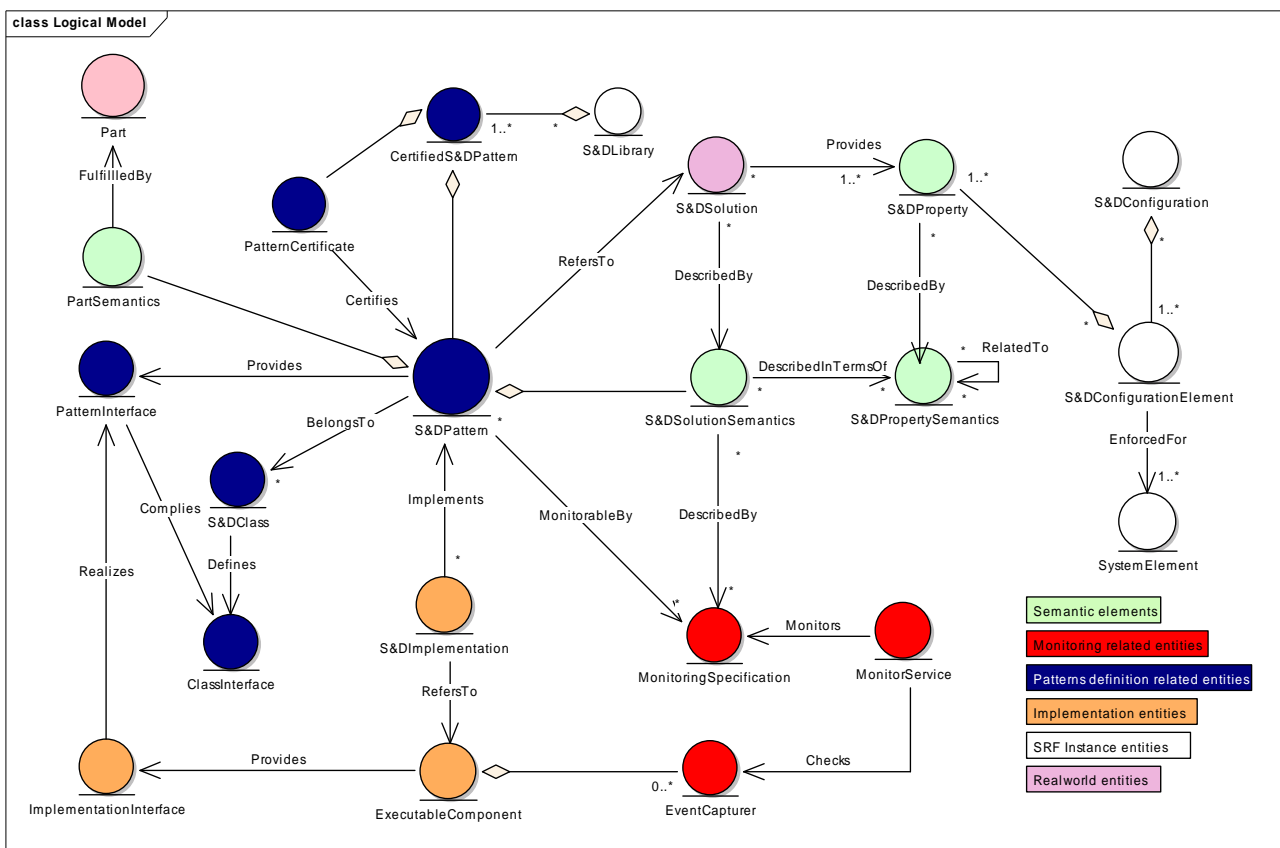 class Logical Model
Part
FulfilledBy
PartSemantics
CertifiedS&DPattern
1..*
*
S&DLibrary
PatternCertificate
Certifies
RefersTo
S&DSolution
*
*
Provides
1..*
S&DProperty
1..*
*
S&DConfiguration
*
DescribedBy
DescribedBy
1..*
*
S&DConfigurationElement
Provides
PatternInterface
BelongsTo
S&DPattern
*
DescribedInTermsOf
*
*
S&DSolutionSemantics
*
RelatedTo
*
S&DPropertySemantics
EnforcedFor
1..*
SystemElement
*
S&DClass
Complies
Defines
Realizes
ClassInterface
Implements
*
MonitorableBy
*
DescribedBy
*
*
S&DImplementation
RefersTo
MonitoringSpecification
Monitors
MonitorService
Semantic elements
Monitoring related entities
Patterns definition related entities
Implementation entities
SRF Instance entities
Realworld entities
Provides
ImplementationInterface
ExecutableComponent
0..*
EventCapturer
Checks